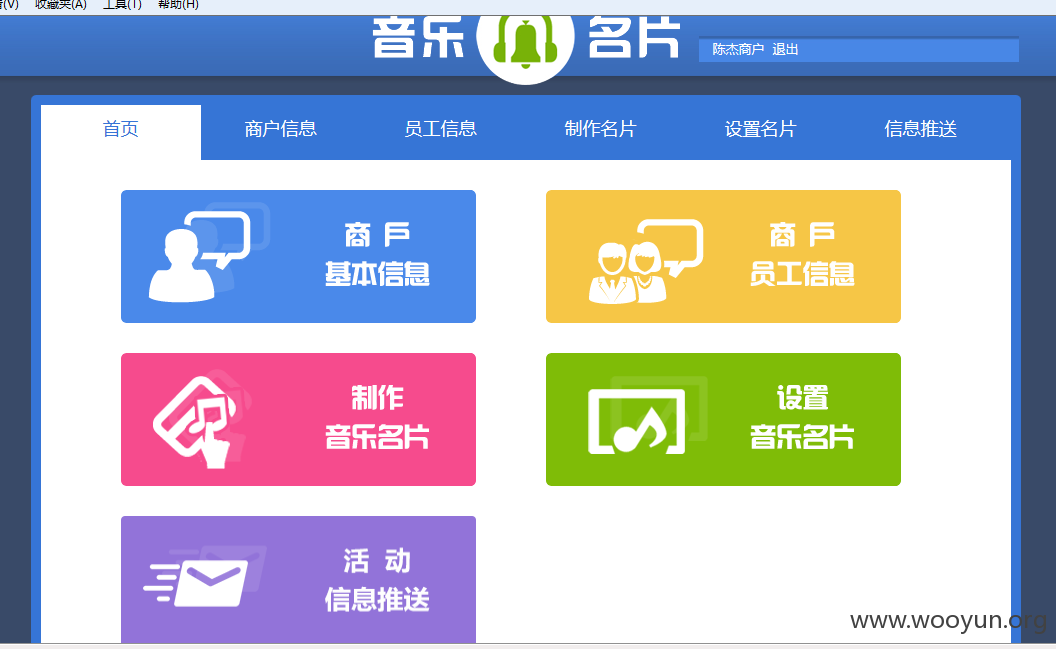 (V) 收藏夹(A) 工具(T) 帮助(H)
音乐 名片
陈杰商户 退出
首页 商户信息 员工信息 制作名片 设置名片 信息推送
商 户
基本信息
商 户
员工信息
制作
音乐名片
设置
音乐名片
活 动
信息推送
www.wooyun.org